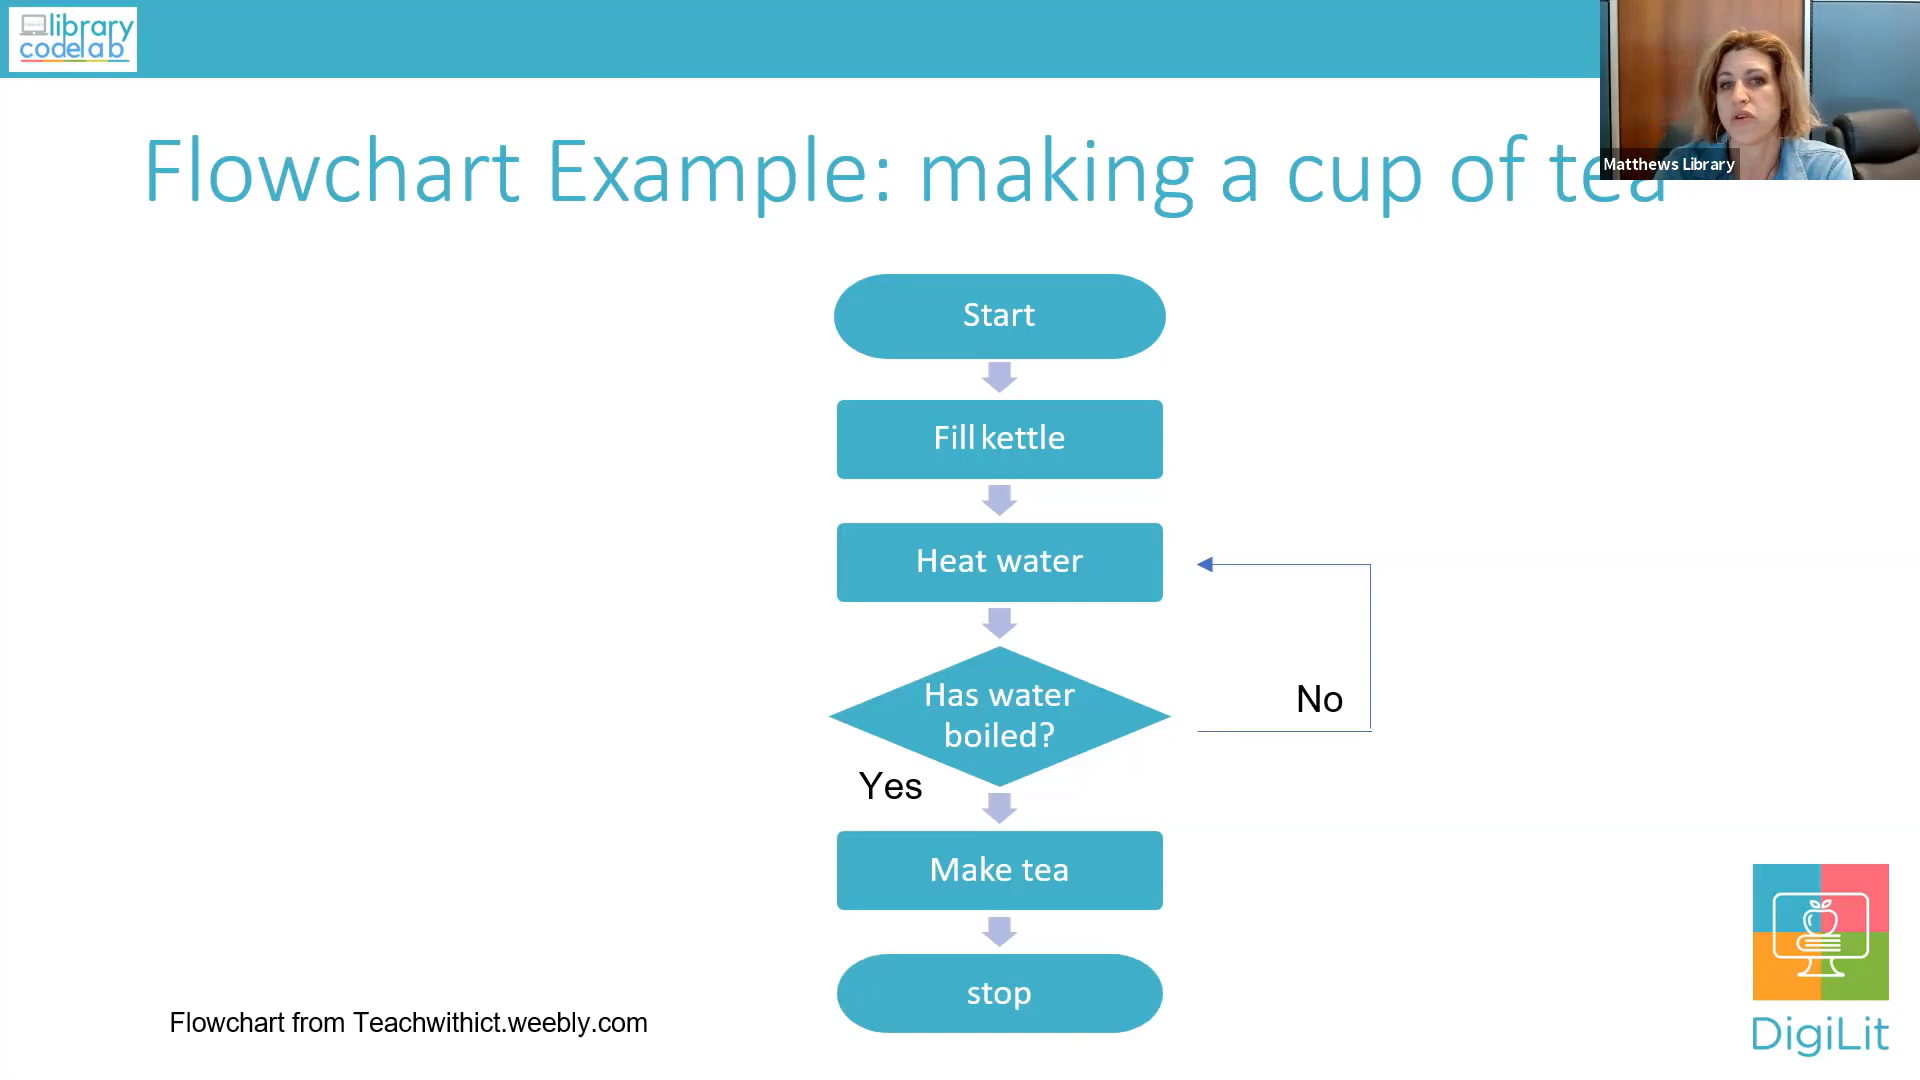 library
codelab
Matthews Library
Flowchart Example: making a cup of tea
Start
Fill kettle
Heat water
Has water
boiled?
No
Yes
Make tea
stop
Flowchart from Teachwithict.weebly.com
DigiLit